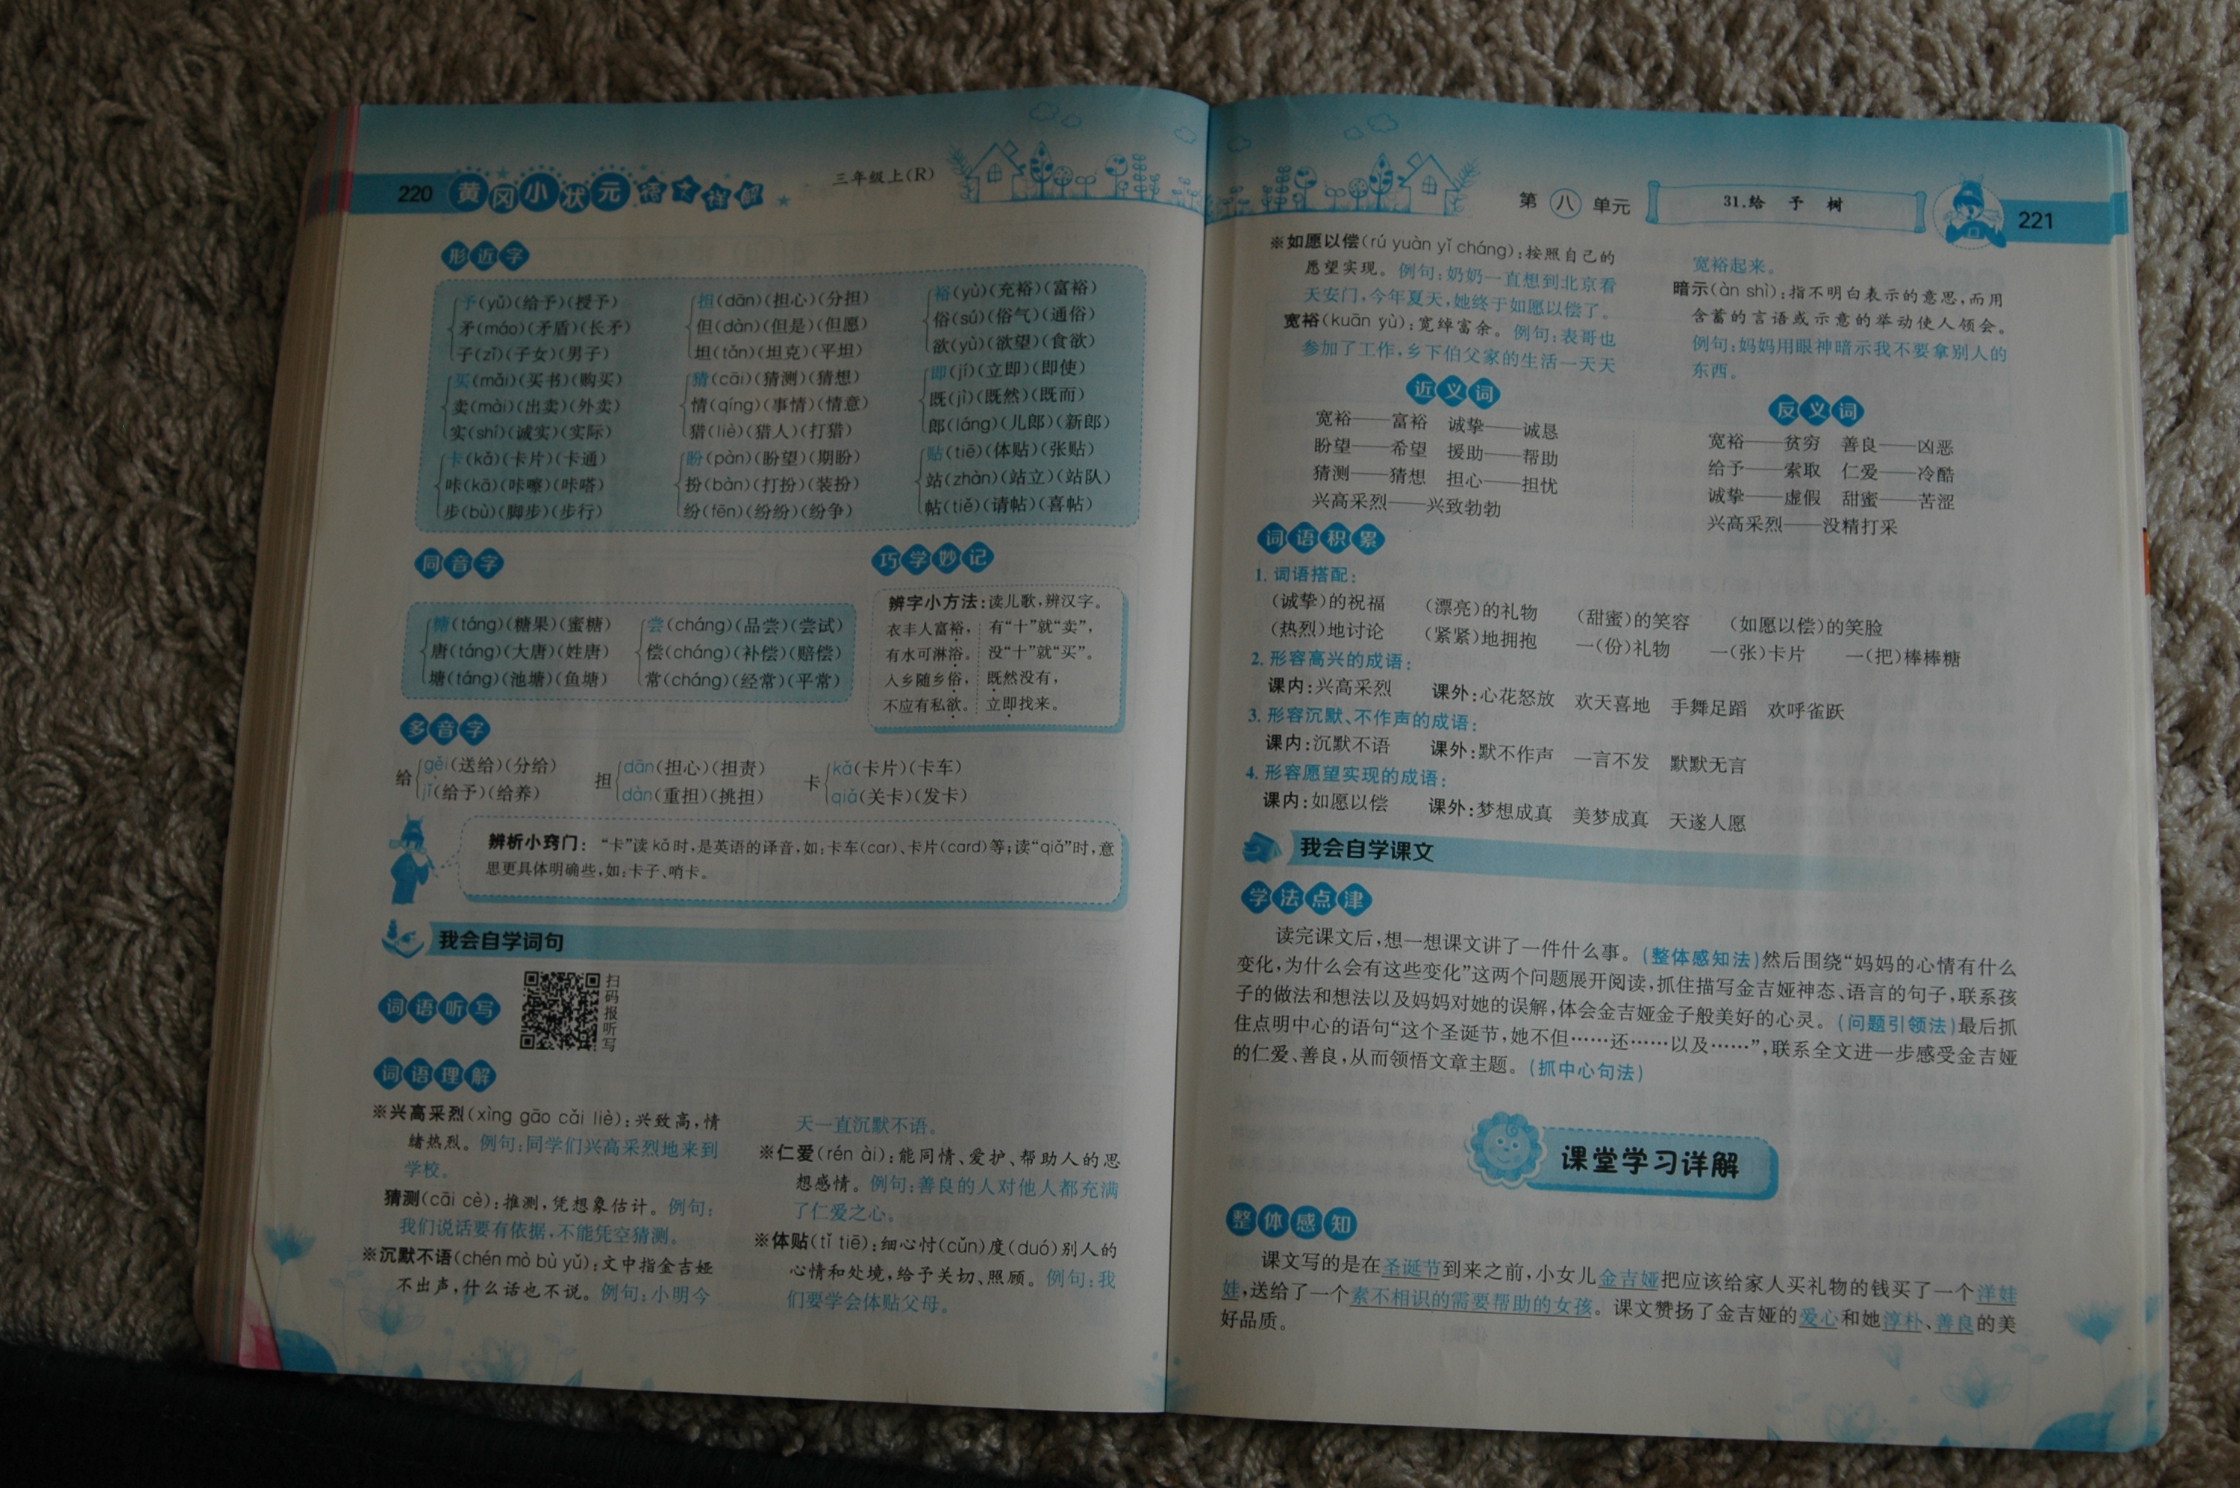 220 黄冈小状元 语文详解 三年级上(R)
形近字
予(yǔ)(给予)(授予)
矛(máo)(矛盾)(长矛)
子(zǐ)(子女)(男子)
买(mǎi)(买书)(购买)
卖(mài)(出卖)(外卖)
实(shí)(诚实)(实际)
卡(kǎ)(卡片)(卡通)
咔(kā)(咔嚓)(咔嗒)
步(bù)(脚步)(步行)
担(dān)(担心)(分担)
但(dàn)(但是)(但愿)
坦(tǎn)(坦克)(平坦)
猜(cāi)(猜测)(猜想)
情(qíng)(事情)(情意)
猎(liè)(猎人)(打猎)
盼(pàn)(盼望)(期盼)
扮(bàn)(打扮)(装扮)
纷(fēn)(纷纷)(纷争)
裕(yù)(充裕)(富裕)
俗(sú)(俗气)(通俗)
欲(yù)(欲望)(食欲)
即(jí)(立即)(即使)
既(jì)(既然)(既而)
郎(láng)(儿郎)(新郎)
贴(tiē)(体贴)(张贴)
站(zhàn)(站立)(站队)
帖(tiě)(请帖)(喜帖)
同音字
糖(táng)(糖果)(蜜糖)
唐(táng)(大唐)(姓唐)
塘(táng)(池塘)(鱼塘)
尝(cháng)(品尝)(尝试)
偿(cháng)(补偿)(赔偿)
常(cháng)(经常)(平常)
巧学妙记
辨字小方法:读儿歌,辨汉字。
衣丰人富裕, 有“十”就“卖”,
有水可淋浴。 没“十”就“买”。
入乡随乡俗, 既然没有,
不应有私欲。 立即找来。
多音字
给 gěi(送给)(分给)
jǐ(给予)(给养)
担 dān(担心)(担责)
dàn(重担)(挑担)
卡 kǎ(卡片)(卡车)
qiǎ(关卡)(发卡)
辨析小窍门:“卡”读kǎ时,是英语的译音,如:卡车(car)、卡片(card)等;读“qiǎ”时,意
思更具体明确些,如:卡子、哨卡。
我会自学词句
词语听写
扫码报听写
词语理解
※兴高采烈(xìng gāo cǎi liè):兴致高,情
绪热烈。例句:同学们兴高采烈地来到
学校。
猜测(cāi cè):推测,凭想象估计。例句:
我们说话要有依据,不能凭空猜测。
※沉默不语(chén mò bù yǔ):文中指金吉娅
不出声,什么话也不说。例句:小明今
天一直沉默不语。
※仁爱(rén ài):能同情、爱护、帮助人的思
想感情。例句:善良的人对他人都充满
了仁爱之心。
※体贴(tǐ tiē):细心忖(cǔn)度(duó)别人的
心情和处境,给予关切、照顾。例句:我
们要学会体贴父母。
第八单元 31.给予树 221
※如愿以偿(rú yuàn yǐ cháng):按照自己的
愿望实现。例句:奶奶一直想到北京看
天安门,今年夏天,她终于如愿以偿了。
宽裕(kuān yù):宽绰富余。例句:表哥也
参加了工作,乡下伯父家的生活一天天
宽裕起来。
暗示(àn shì):指不明白表示的意思,而用
含蓄的言语或示意的举动使人领会。
例句:妈妈用眼神暗示我不要拿别人的
东西。
近义词
宽裕——富裕 诚挚——诚恳
盼望——希望 援助——帮助
猜测——猜想 担心——担忧
兴高采烈——兴致勃勃
反义词
宽裕——贫穷 善良——凶恶
给予——索取 仁爱——冷酷
诚挚——虚假 甜蜜——苦涩
兴高采烈——没精打采
词语积累
1.词语搭配:
(诚挚)的祝福 (漂亮)的礼物 (甜蜜)的笑容 (如愿以偿)的笑脸
(热烈)地讨论 (紧紧)地拥抱 一(份)礼物 一(张)卡片 一(把)棒棒糖
2.形容高兴的成语:
课内:兴高采烈 课外:心花怒放 欢天喜地 手舞足蹈 欢呼雀跃
3.形容沉默、不作声的成语:
课内:沉默不语 课外:默不作声 一言不发 默默无言
4.形容愿望实现的成语:
课内:如愿以偿 课外:梦想成真 美梦成真 天遂人愿
我会自学课文
学法点津
读完课文后,想一想课文讲了一件什么事。(整体感知法)然后围绕“妈妈的心情有什么
变化,为什么会有这些变化”这两个问题展开阅读,抓住描写金吉娅神态、语言的句子,联系孩
子的做法和想法以及妈妈对她的误解,体会金吉娅金子般美好的心灵。(问题引领法)最后抓
住点明中心的语句“这个圣诞节,她不但……还……以及……”,联系全文进一步感受金吉娅
的仁爱、善良,从而领悟文章主题。(抓中心句法)
课堂学习详解
整体感知
课文写的是在圣诞节到来之前,小女儿金吉娅把应该给家人买礼物的钱买了一个洋娃
娃,送给了一个素不相识的需要帮助的女孩。课文赞扬了金吉娅的爱心和她淳朴、善良的美
好品质。